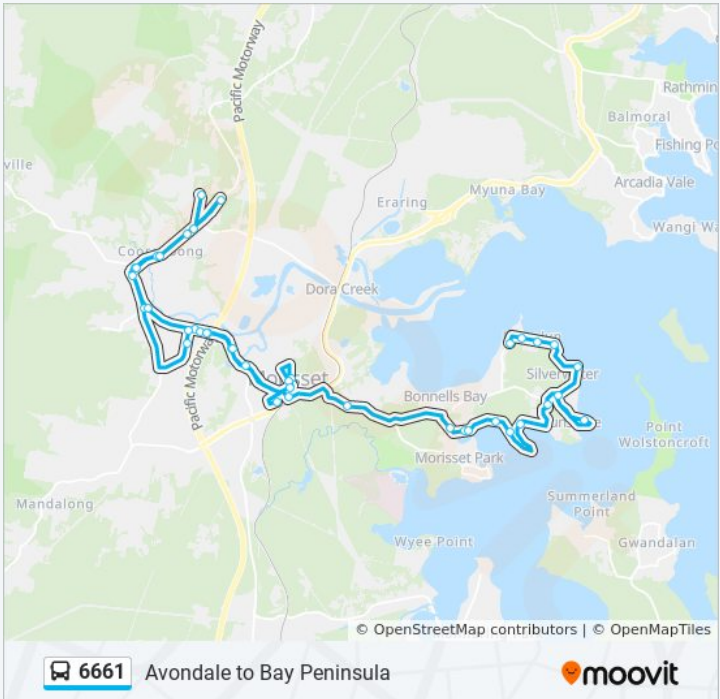 Pacific Motorway
Rathmin
Balmoral
Fishing Po
ville
Myuna Bay
Arcadia Vale
Eraring
Wangi Wa
Dora Creek
Pacific Motorway
Silverwater
Bonnells Bay
Point
Wolstoncroft
Morisset Park
Mandalong
Summerland
Point
Wyee Point
Gwandalan
© OpenStreetMap contributors | © OpenMapTiles
6661 Avondale to Bay Peninsula
moovit